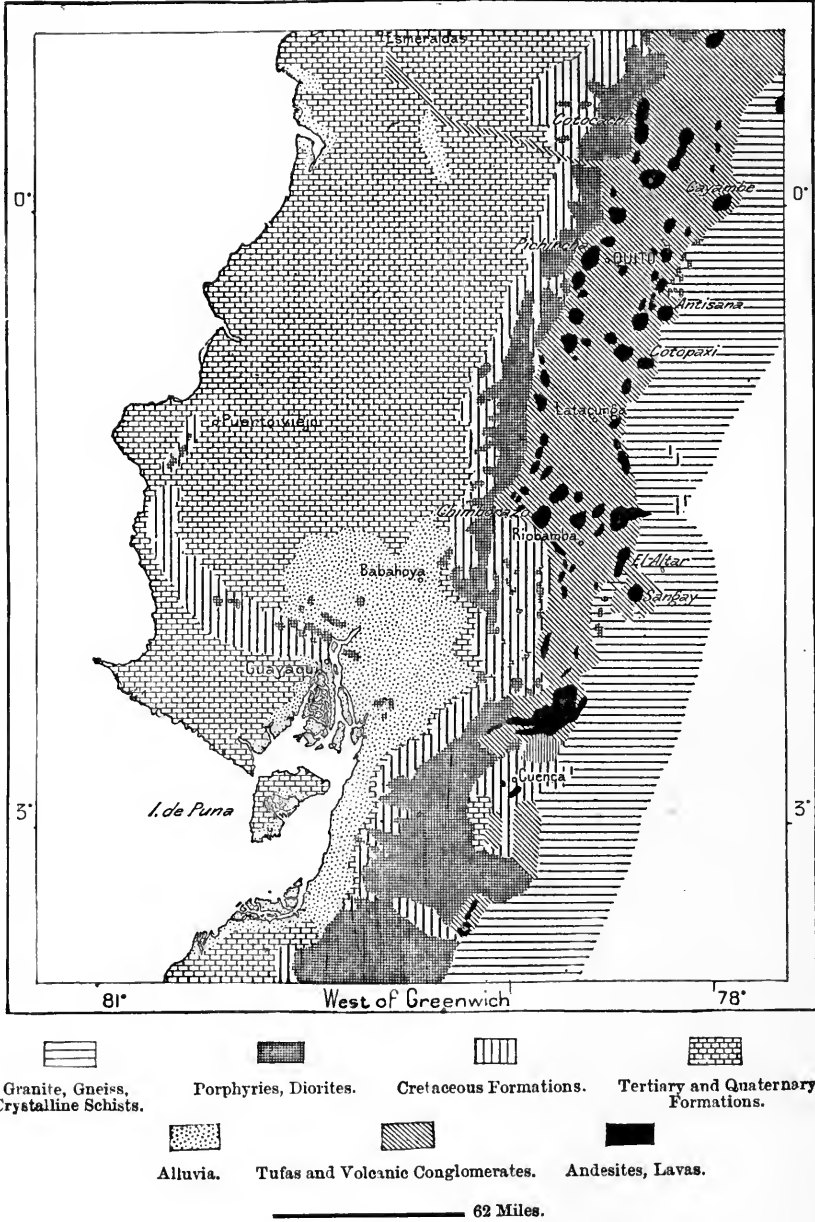 Esmeraldas
Cotocachi
Cayambe
0°
0°
Pichincha
QUITO
Antisana
Cotopaxi
Latacunga
Puerto viejo
Chimborazo
Riobamba
Babahoya
El Altar
Sangay
Guayaquil
Cuenca
I. de Puna
3°
3°
81°
West of Greenwich
78°
Granite, Gneiss,
Crystalline Schists.
Porphyries, Diorites.
Cretaceous Formations.
Tertiary and Quaternary
Formations.
Alluvia.
Tufas and Volcanic Conglomerates.
Andesites, Lavas.
62 Miles.